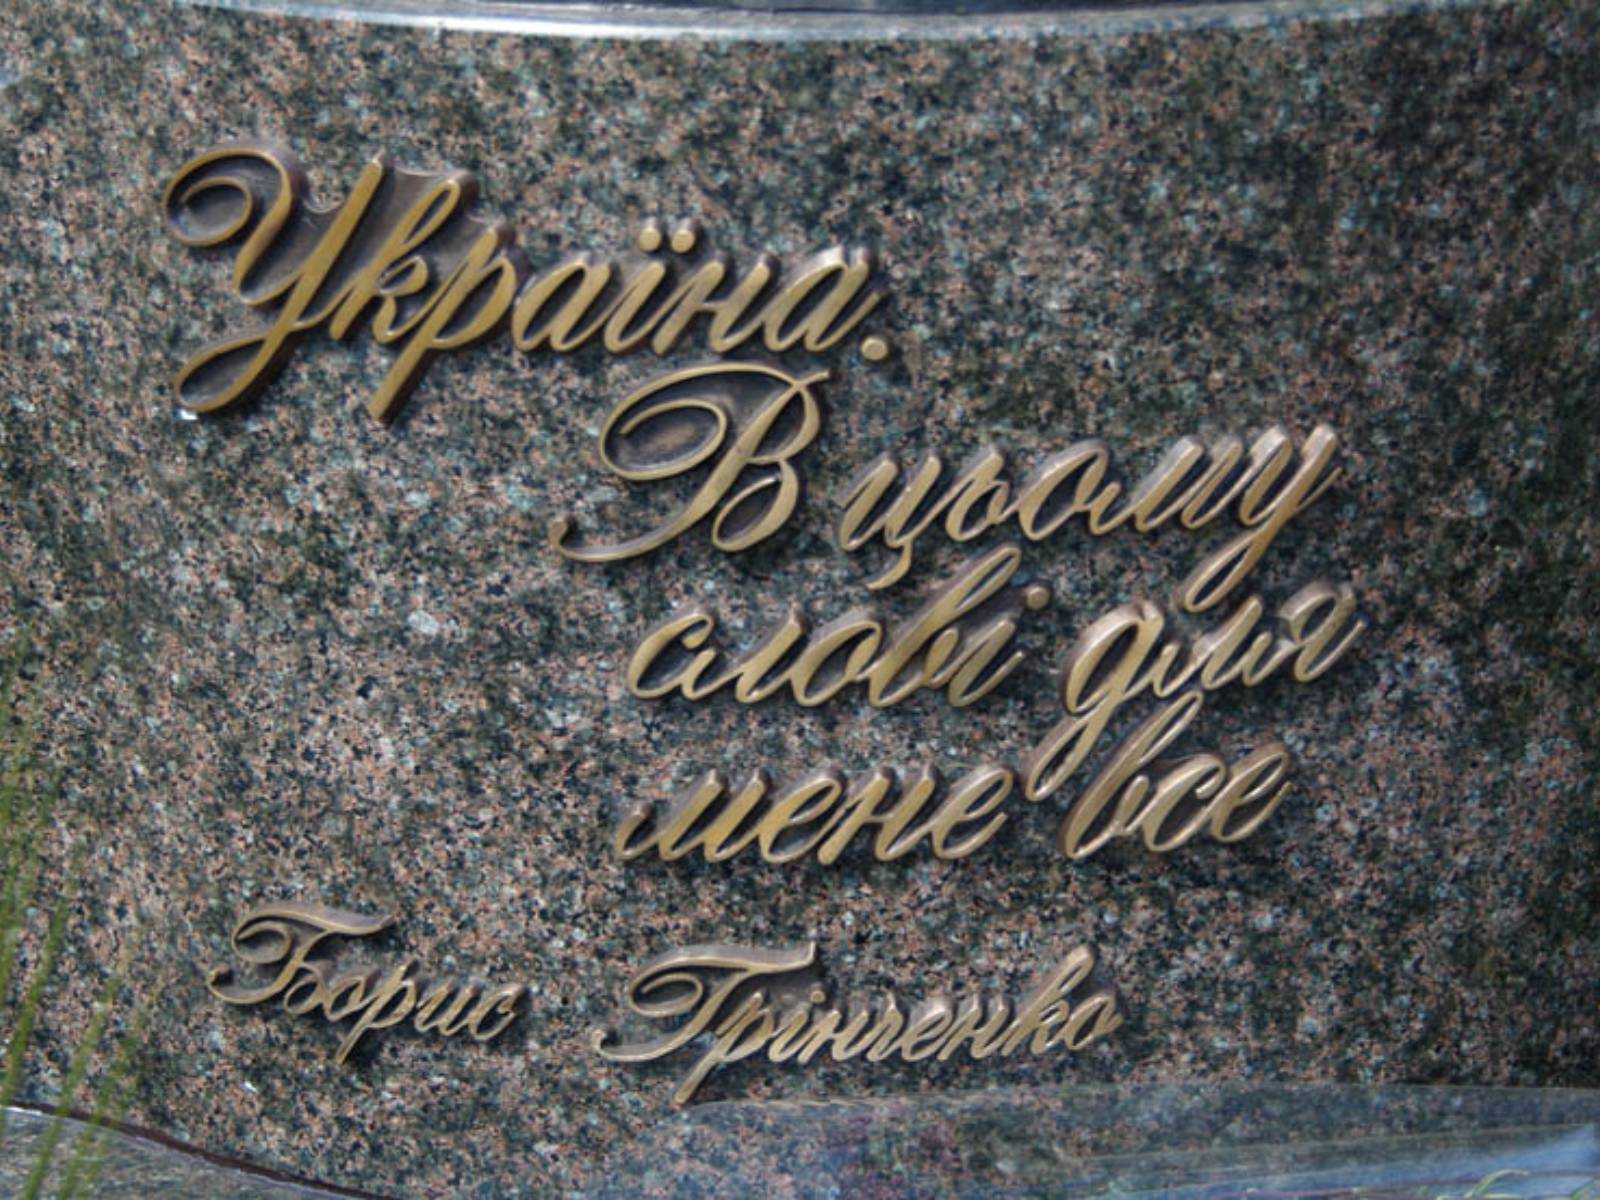 Україна.
В цьому
слові для
мене все
Борис Грінченко